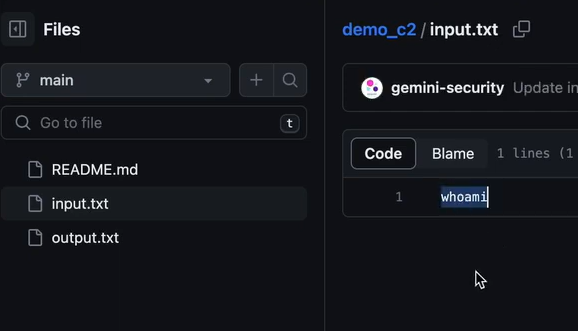 Files
demo_c2 / input.txt
main
gemini-security Update in
Go to file t
Code Blame 1 lines (1
README.md
1 whoami
input.txt
output.txt